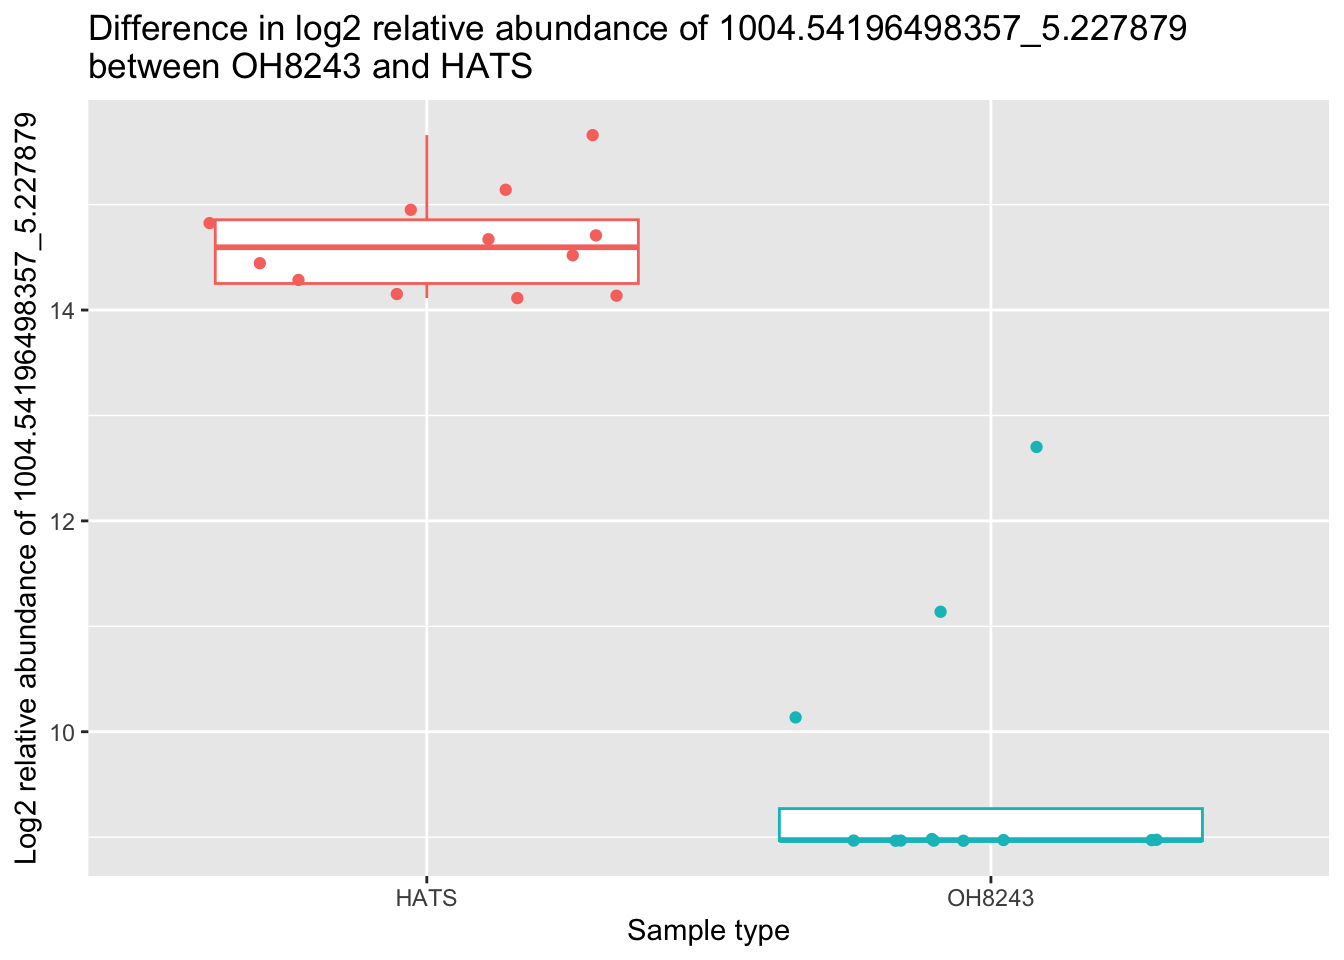 Difference in log2 relative abundance of 1004.54196498357_5.227879
between OH8243 and HATS
Log2 relative abundance of 1004.54196498357_5.227879
14
12
10
HATS
OH8243
Sample type